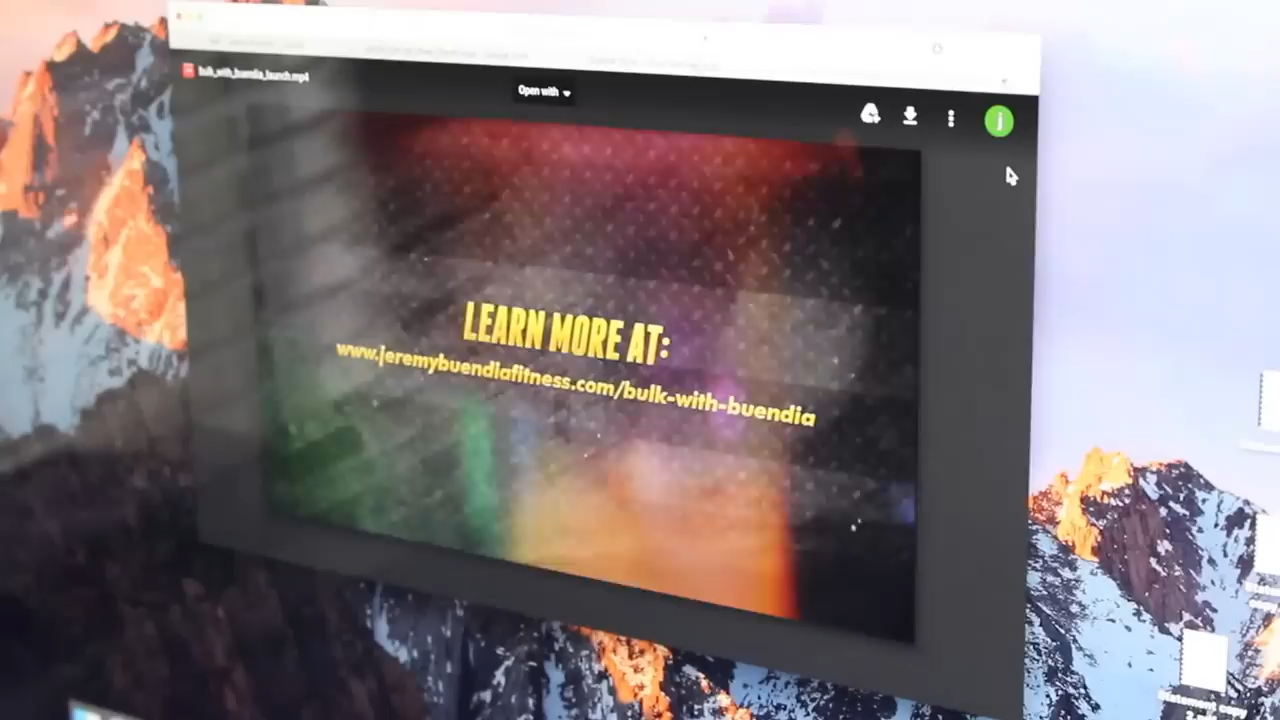 bulk_with_buendia_launch.mp4
Open with
j
LEARN MORE AT:
www.jeremybuendiafitness.com/bulk-with-buendia